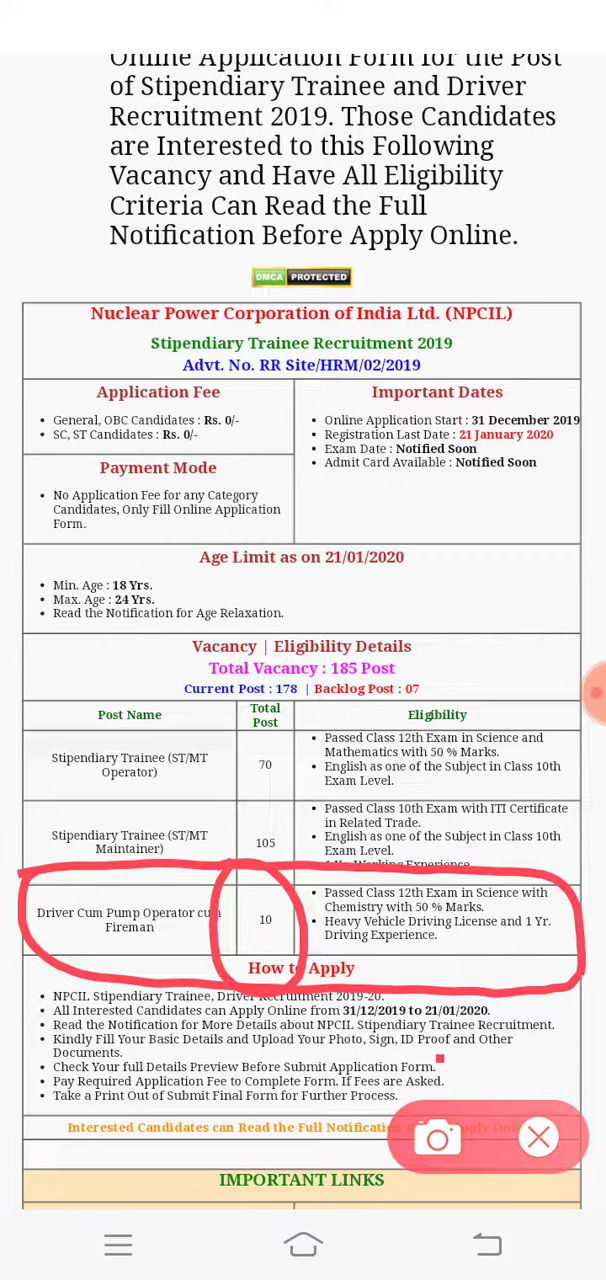 Online Application Form for the Post
of Stipendiary Trainee and Driver
Recruitment 2019. Those Candidates
are Interested to this Following
Vacancy and Have All Eligibility
Criteria Can Read the Full
Notification Before Apply Online.
DMCA PROTECTED
Nuclear Power Corporation of India Ltd. (NPCIL)
Stipendiary Trainee Recruitment 2019
Advt. No. RR Site/HRM/02/2019
Application Fee
• General, OBC Candidates : Rs. 0/-
• SC, ST Candidates : Rs. 0/-
Payment Mode
• No Application Fee for any Category
Candidates, Only Fill Online Application
Form.
Important Dates
• Online Application Start : 31 December 2019
• Registration Last Date : 21 January 2020
• Exam Date : Notified Soon
• Admit Card Available : Notified Soon
Age Limit as on 21/01/2020
• Min. Age : 18 Yrs.
• Max. Age : 24 Yrs.
• Read the Notification for Age Relaxation.
Vacancy | Eligibility Details
Total Vacancy : 185 Post
Current Post : 178 | Backlog Post : 07
Post Name
Total
Post
Eligibility
Stipendiary Trainee (ST/MT
Operator)
70
• Passed Class 12th Exam in Science and
Mathematics with 50 % Marks.
• English as one of the Subject in Class 10th
Exam Level.
Stipendiary Trainee (ST/MT
Maintainer)
105
• Passed Class 10th Exam with ITI Certificate
in Related Trade.
• English as one of the Subject in Class 10th
Exam Level.
• 1 Yr. Working Experience
Driver Cum Pump Operator cum
Fireman
10
• Passed Class 12th Exam in Science with
Chemistry with 50 % Marks.
• Heavy Vehicle Driving License and 1 Yr.
Driving Experience.
How to Apply
• NPCIL Stipendiary Trainee, Driver Recruitment 2019-20.
• All Interested Candidates can Apply Online from 31/12/2019 to 21/01/2020.
• Read the Notification for More Details about NPCIL Stipendiary Trainee Recruitment.
• Kindly Fill Your Basic Details and Upload Your Photo, Sign, ID Proof and Other
Documents.
• Check Your full Details Preview Before Submit Application Form.
• Pay Required Application Fee to Complete Form. If Fees are Asked.
• Take a Print Out of Submit Final Form for Further Process.
Interested Candidates can Read the Full Notification
IMPORTANT LINKS